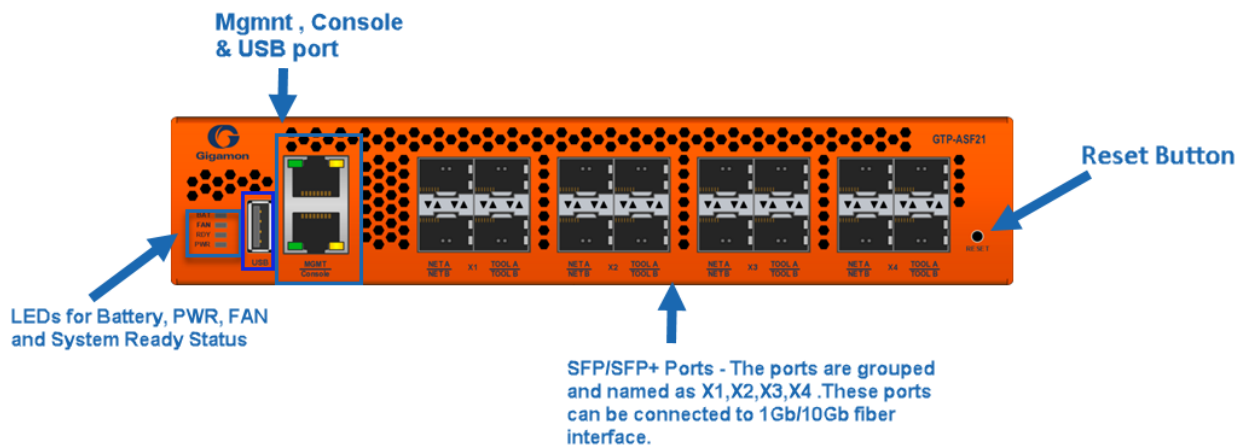 Mgmnt , Console
& USB port
Gigamon
GTP-ASF21
Reset Button
BAT
FAN
RDY
PWR
USB
MGMT
Console
NET A X1 TOOL A
NET B TOOL B
NET A X2 TOOL A
NET B TOOL B
NET A X3 TOOL A
NET B TOOL B
NET A X4 TOOL A
NET B TOOL B
RESET
LEDs for Battery, PWR, FAN
and System Ready Status
SFP/SFP+ Ports - The ports are grouped
and named as X1,X2,X3,X4 .These ports
can be connected to 1Gb/10Gb fiber
interface.